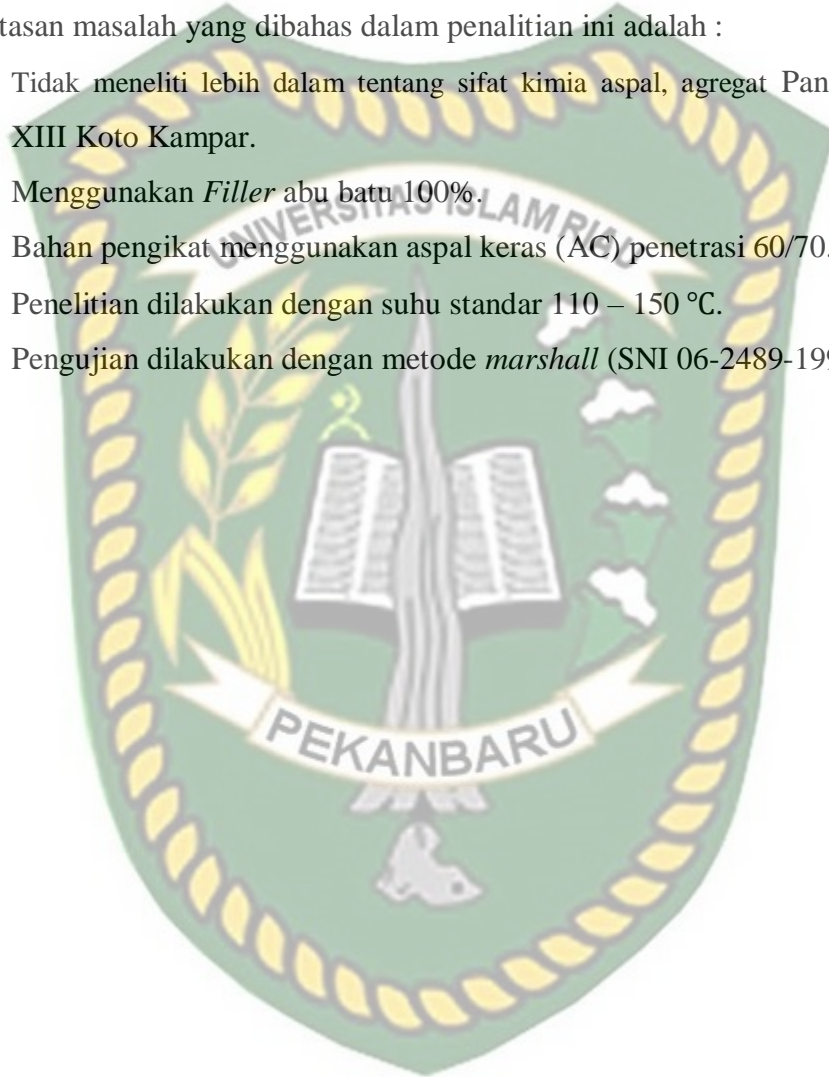 tasan masalah yang dibahas dalam penalitian ini adalah :
Tidak meneliti lebih dalam tentang sifat kimia aspal, agregat Pan
XIII Koto Kampar.
Menggunakan Filler abu batu 100%.
UNIVERSITAS ISLAM RIAU
Bahan pengikat menggunakan aspal keras (AC) penetrasi 60/70.
Penelitian dilakukan dengan suhu standar 110 – 150 °C.
Pengujian dilakukan dengan metode marshall (SNI 06-2489-199
PEKANBARU